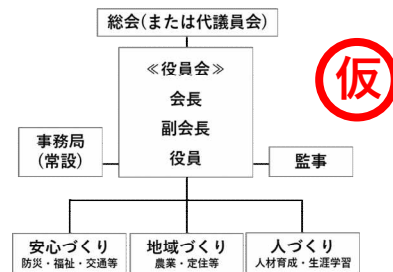 総会(または代議員会)
≪役員会≫
会長
副会長
役員
仮
事務局
(常設)
監事
安心づくり
防災・福祉・交通等
地域づくり
農業・定住等
人づくり
人材育成・生涯学習